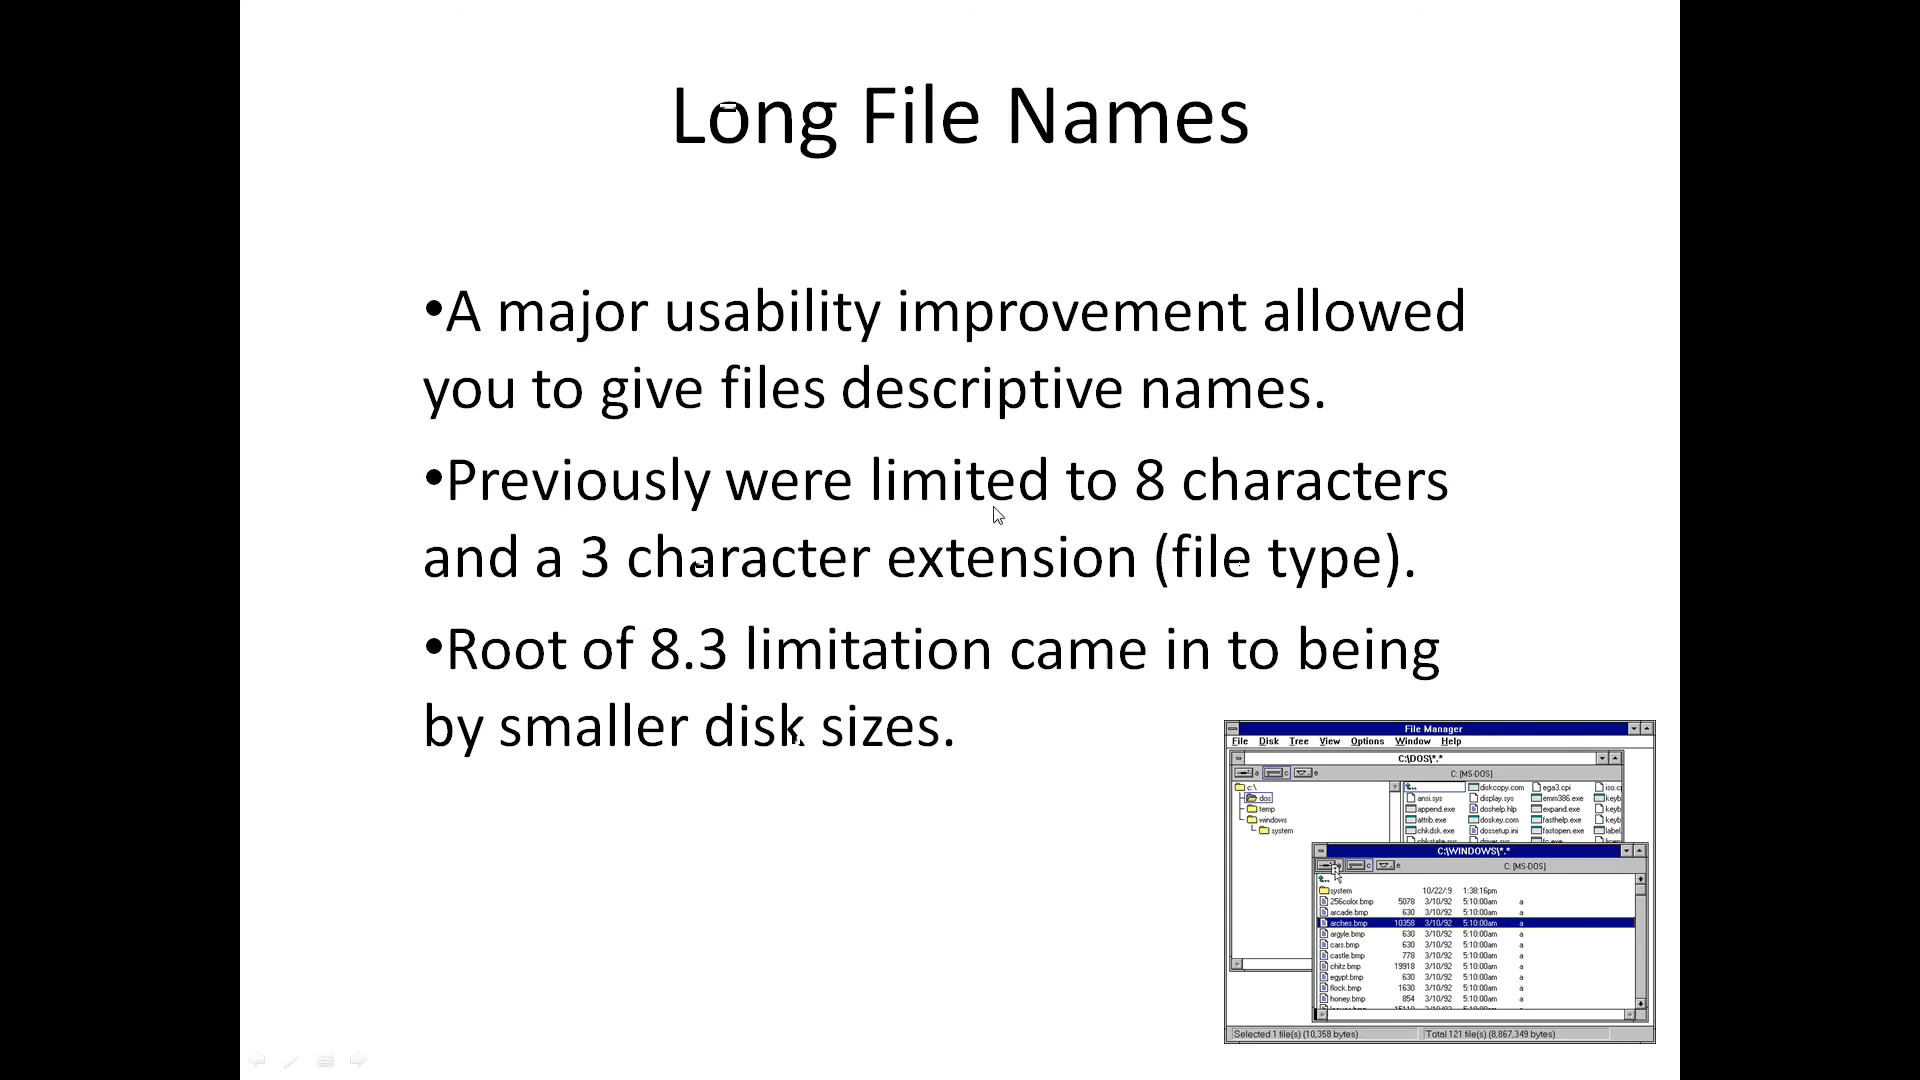 Long File Names
•A major usability improvement allowed
you to give files descriptive names.
•Previously were limited to 8 characters
and a 3 character extension (file type).
•Root of 8.3 limitation came in to being
by smaller disk sizes.
File Manager
File Disk Tree View Options Window Help
C:\DOS\*.*
a c e C: [MS-DOS]
c:\
dos
temp
windows
system
diskcopy.com ega3.cpi
ansi.sys display.sys emm386.exe
append.exe doshelp.hlp expand.exe
attrib.exe doskey.com fasthelp.exe
chkdsk.exe dossetup.ini fastopen.exe
C:\WINDOWS\*.*
c e C: [MS-DOS]
system 10/22/:9 1:38:16pm
256color.bmp 5078 3/10/92 5:10:00am a
arcade.bmp 630 3/10/92 5:10:00am a
arches.bmp 10358 3/10/92 5:10:00am a
argyle.bmp 630 3/10/92 5:10:00am a
cars.bmp 630 3/10/92 5:10:00am a
castle.bmp 778 3/10/92 5:10:00am a
chitz.bmp 19918 3/10/92 5:10:00am a
egypt.bmp 630 3/10/92 5:10:00am a
flock.bmp 1630 3/10/92 5:10:00am a
honey.bmp 854 3/10/92 5:10:00am a
Selected 1 file(s) (10,358 bytes) Total 121 file(s) (8,867,349 bytes)